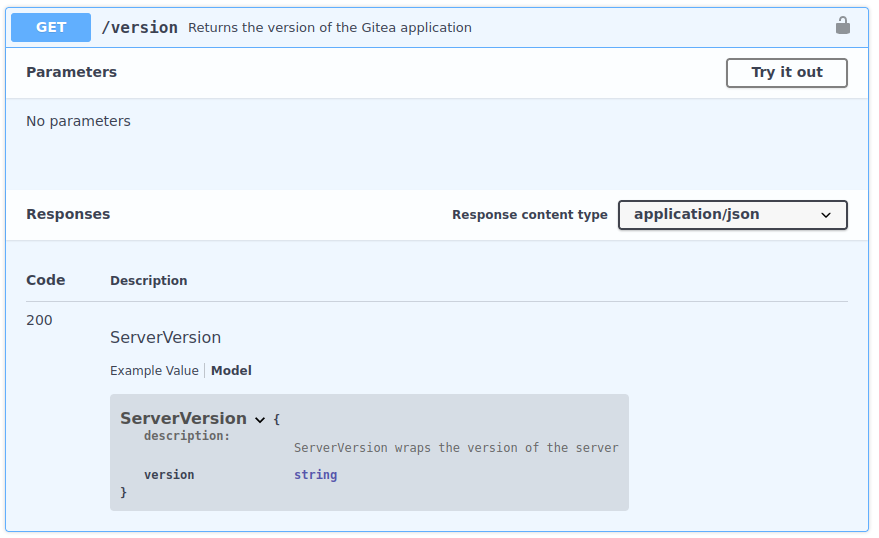 GET /version Returns the version of the Gitea application
Parameters Try it out
No parameters
Responses Response content type application/json
Code Description
200
ServerVersion
Example Value Model
ServerVersion {
description:
ServerVersion wraps the version of the server
version string
}